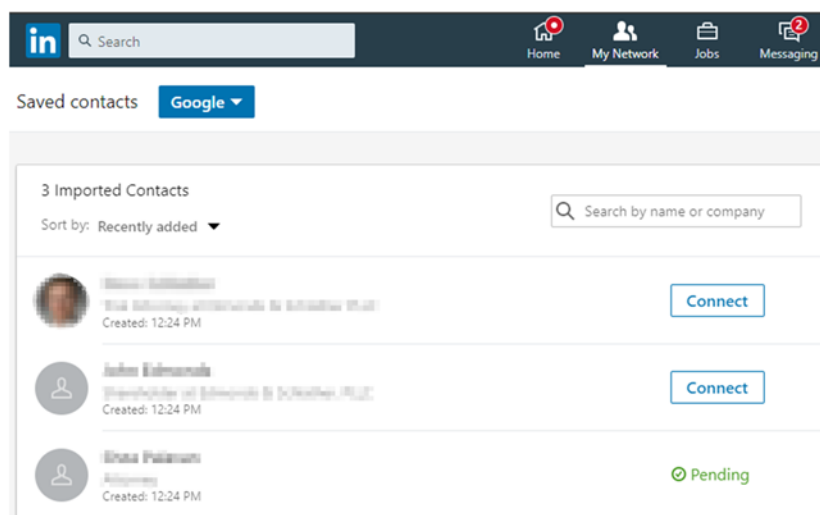 in Search Home My Network Jobs 2 Messaging
Saved contacts Google
3 Imported Contacts
Sort by: Recently added
Search by name or company
Created: 12:24 PM
Connect
Created: 12:24 PM
Connect
Created: 12:24 PM
Pending